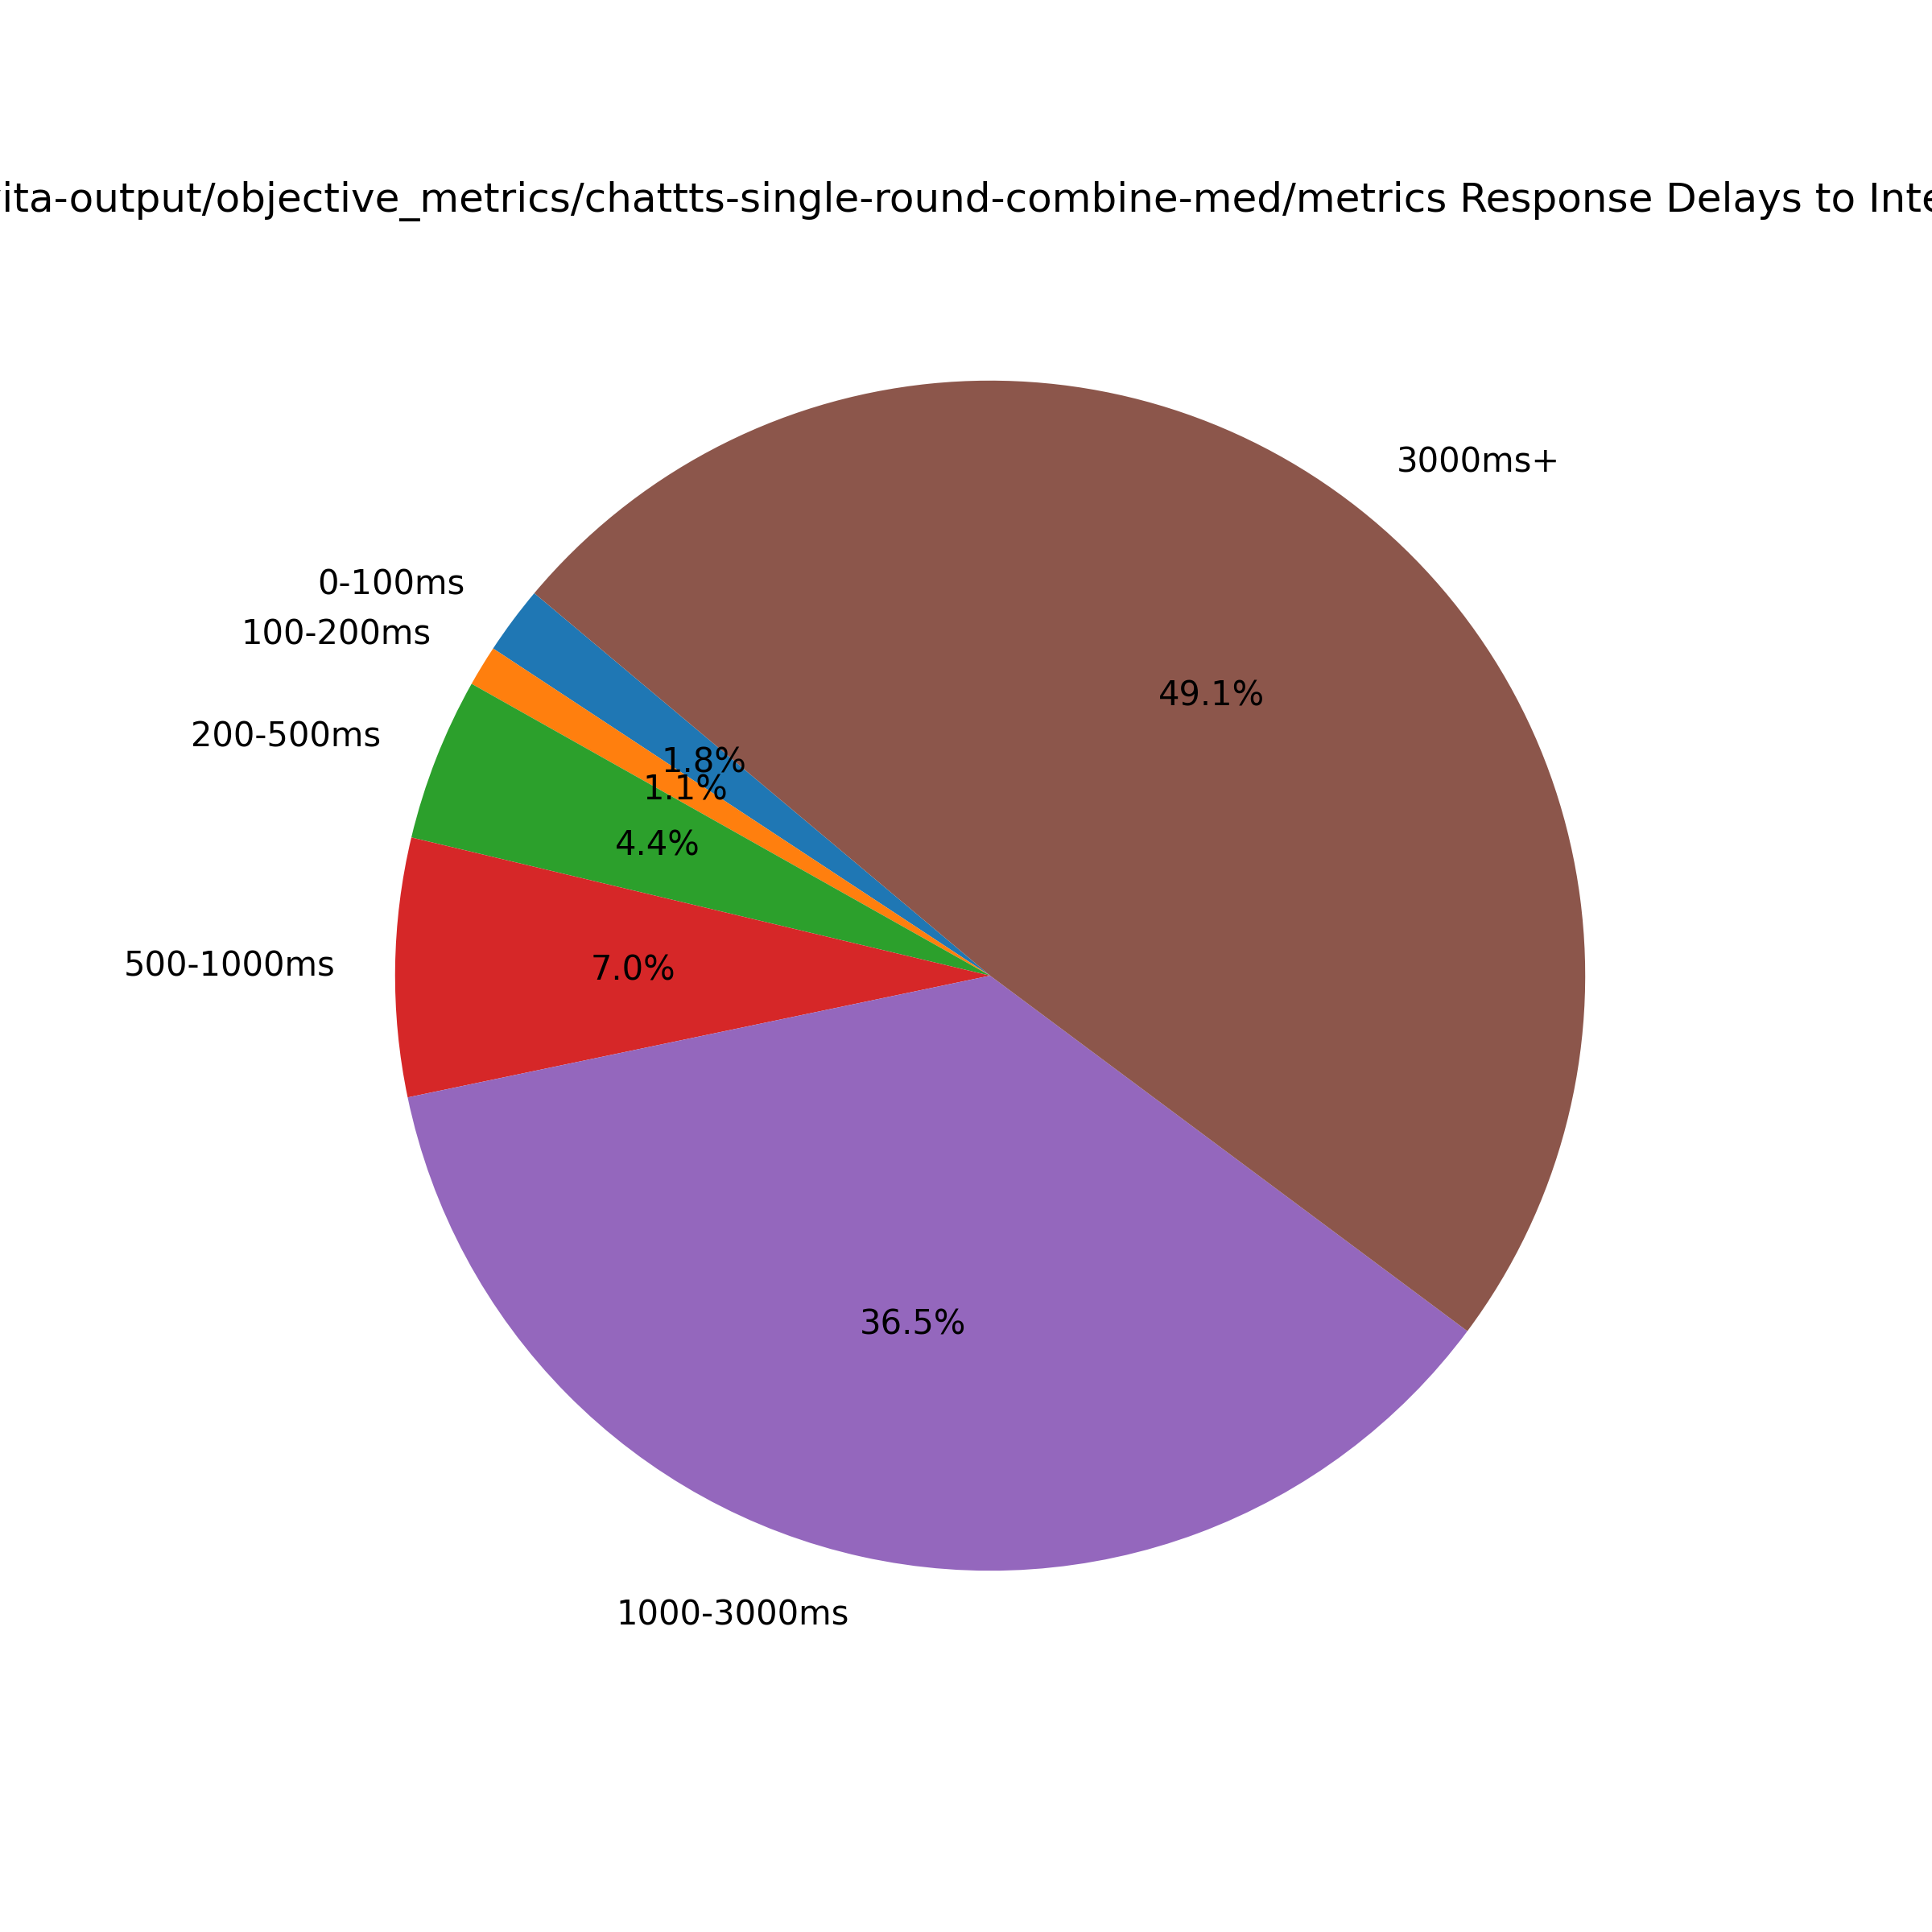 ita-output/objective_metrics/chattts-single-round-combine-med/metrics Response Delays to Inte
3000ms+
0-100ms
100-200ms
49.1%
200-500ms
1.8%
1.1%
4.4%
500-1000ms
7.0%
36.5%
1000-3000ms